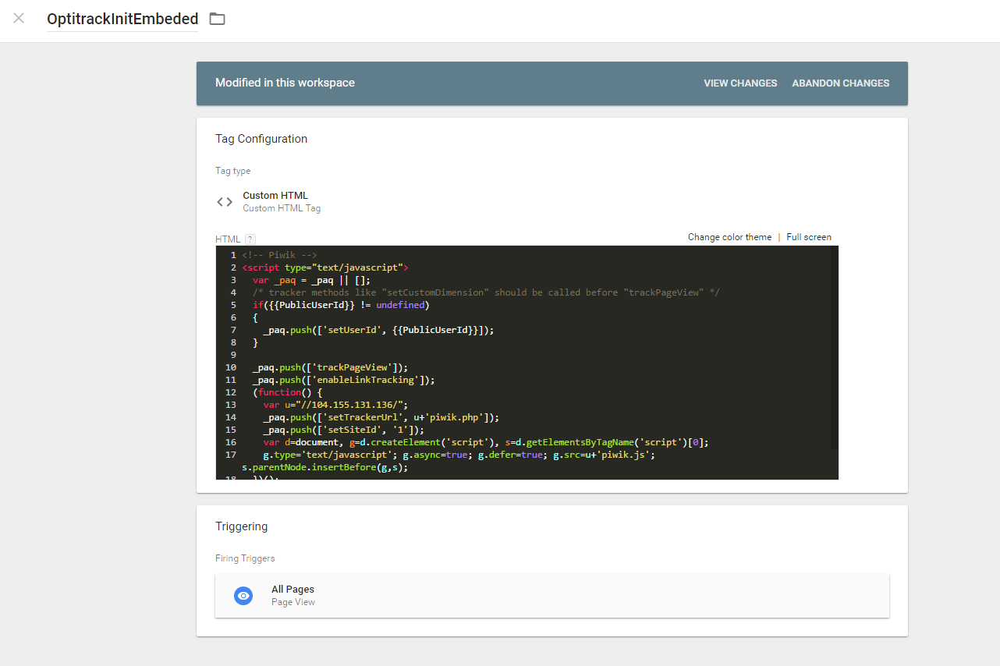 OptitrackInitEmbeded
Modified in this workspace
VIEW CHANGES ABANDON CHANGES
Tag Configuration
Tag type
Custom HTML
Custom HTML Tag
HTML ?
Change color theme | Full screen
1 <!-- Piwik -->
2 <script type="text/javascript">
3 var _paq = _paq || [];
4 /* tracker methods like "setCustomDimension" should be called before "trackPageView" */
5 if({{PublicUserId}} != undefined)
6 {
7 _paq.push(['setUserId', {{PublicUserId}}]);
8 }
9
10 _paq.push(['trackPageView']);
11 _paq.push(['enableLinkTracking']);
12 (function() {
13 var u="//104.155.131.136/";
14 _paq.push(['setTrackerUrl', u+'piwik.php']);
15 _paq.push(['setSiteId', '1']);
16 var d=document, g=d.createElement('script'), s=d.getElementsByTagName('script')[0];
17 g.type='text/javascript'; g.async=true; g.defer=true; g.src=u+'piwik.js';
s.parentNode.insertBefore(g,s);
18 })();
Triggering
Firing Triggers
All Pages
Page View